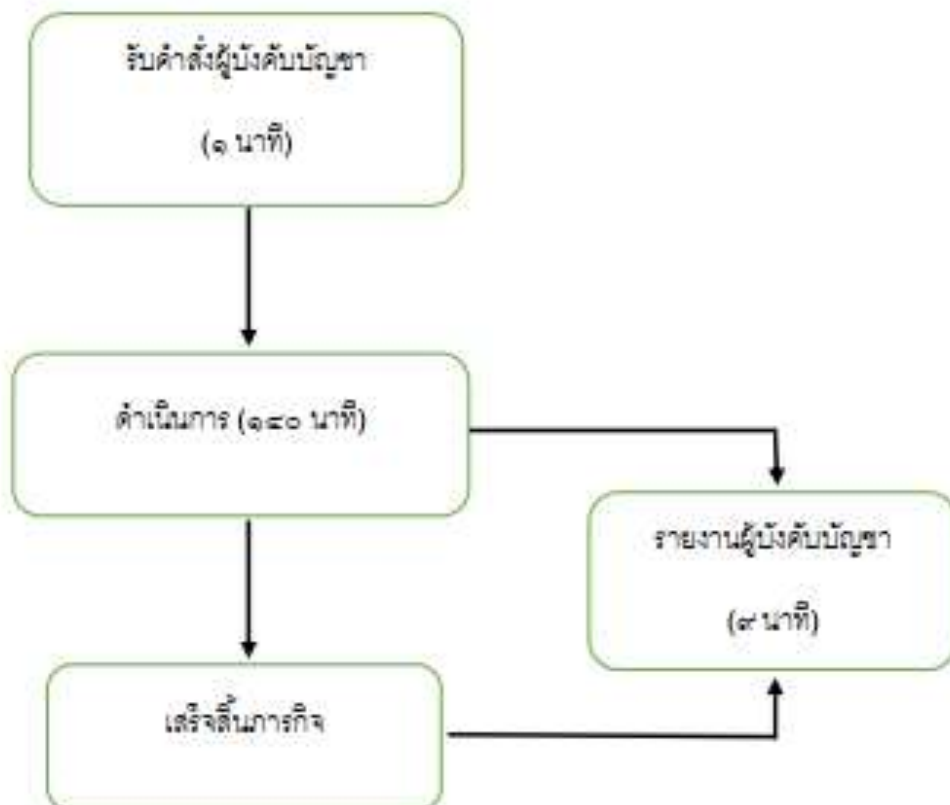 รับคำสั่งผู้บังคับบัญชา
(๑ นาที)
ดำเนินการ (๑๔๐ นาที)
รายงานผู้บังคับบัญชา
(๙ นาที)
เสร็จสิ้นภารกิจ